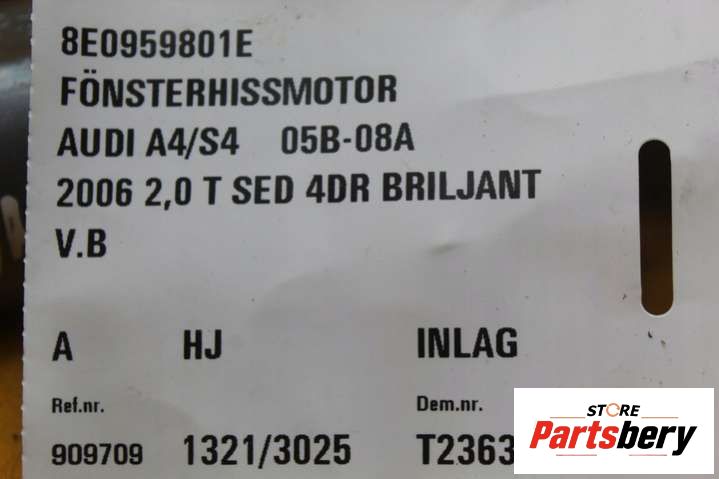 8E0959801E
FÖNSTERHISSMOTOR
AUDI A4/S4 05B-08A
2006 2,0 T SED 4DR BRILJANT
V.B
A HJ INLAG
Ref.nr. Dem.nr.
909709 1321/3025 T2363
STORE
Partsbery